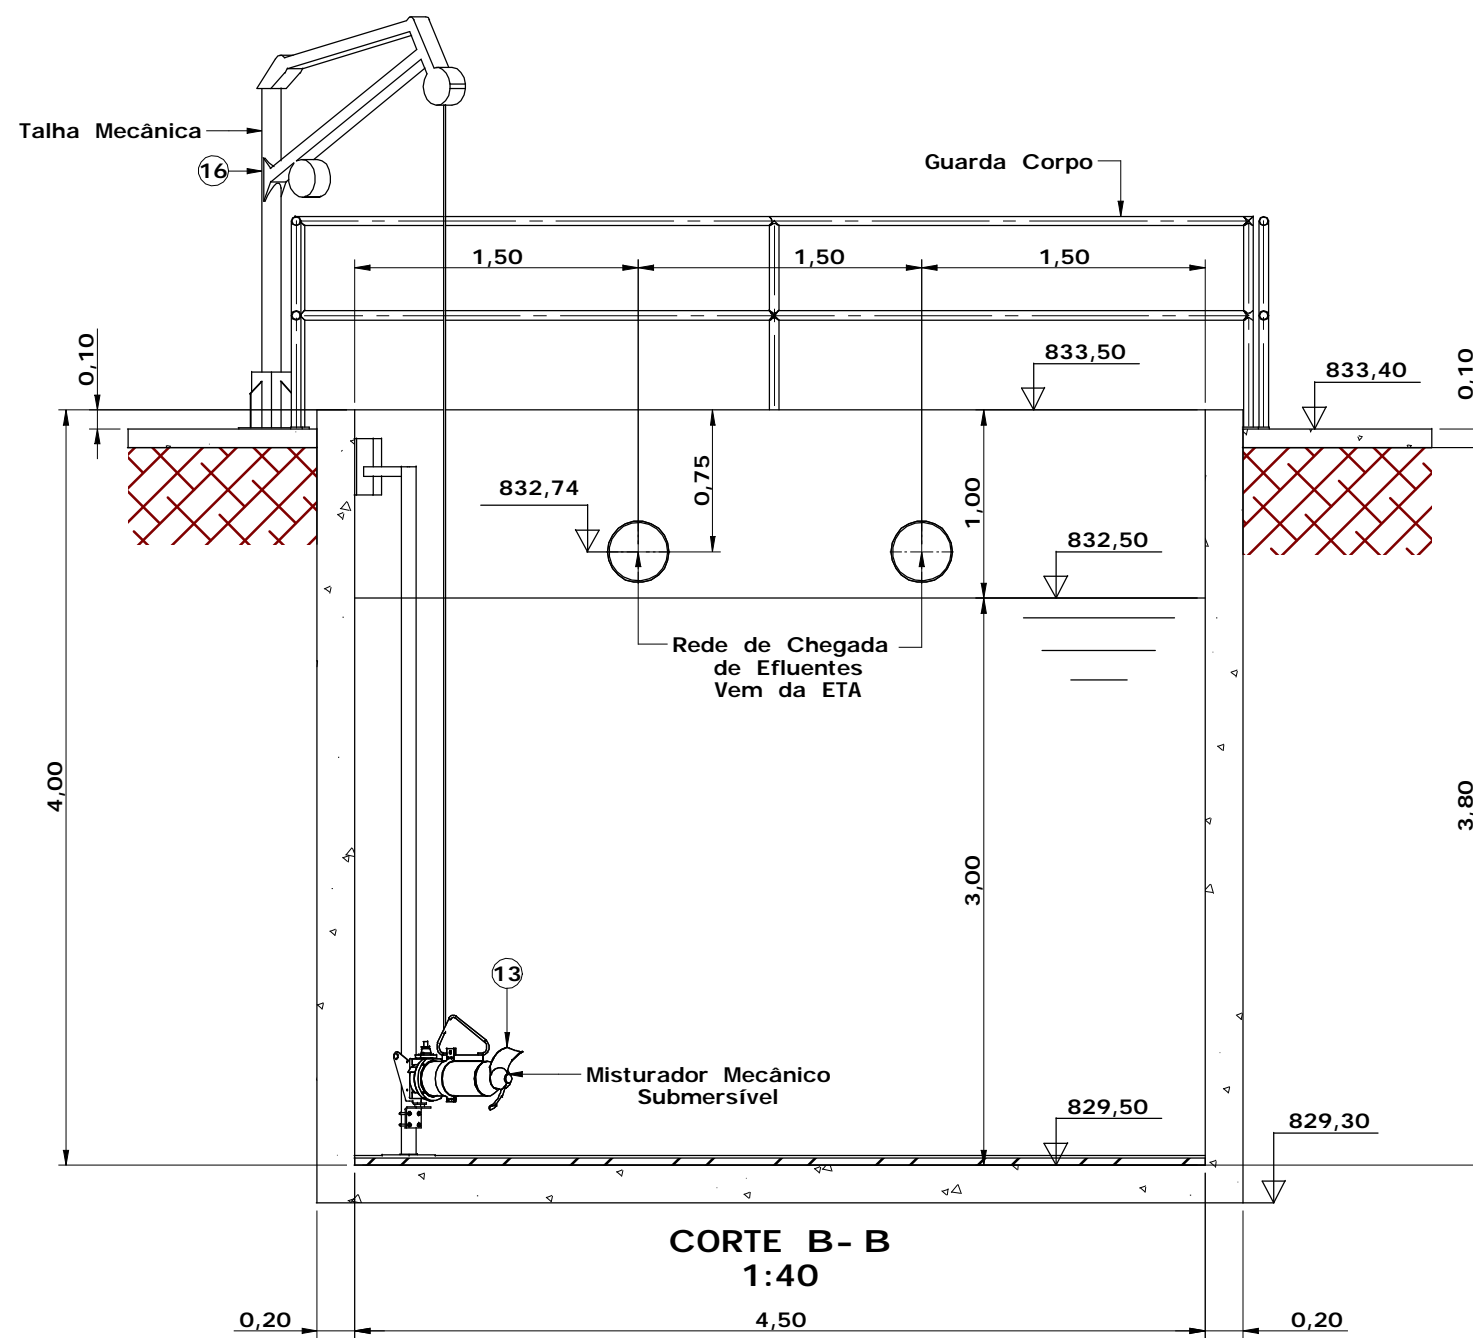 Talha Mecânica
16
Guarda Corpo
1,50
1,50
1,50
0,10
833,50
833,40
0,10
0,75
832,74
1,00
832,50
Rede de Chegada
de Efluentes
Vem da ETA
4,00
3,80
3,00
13
Misturador Mecânico
Submersível
829,50
829,30
CORTE B-B
1:40
0,20
4,50
0,20